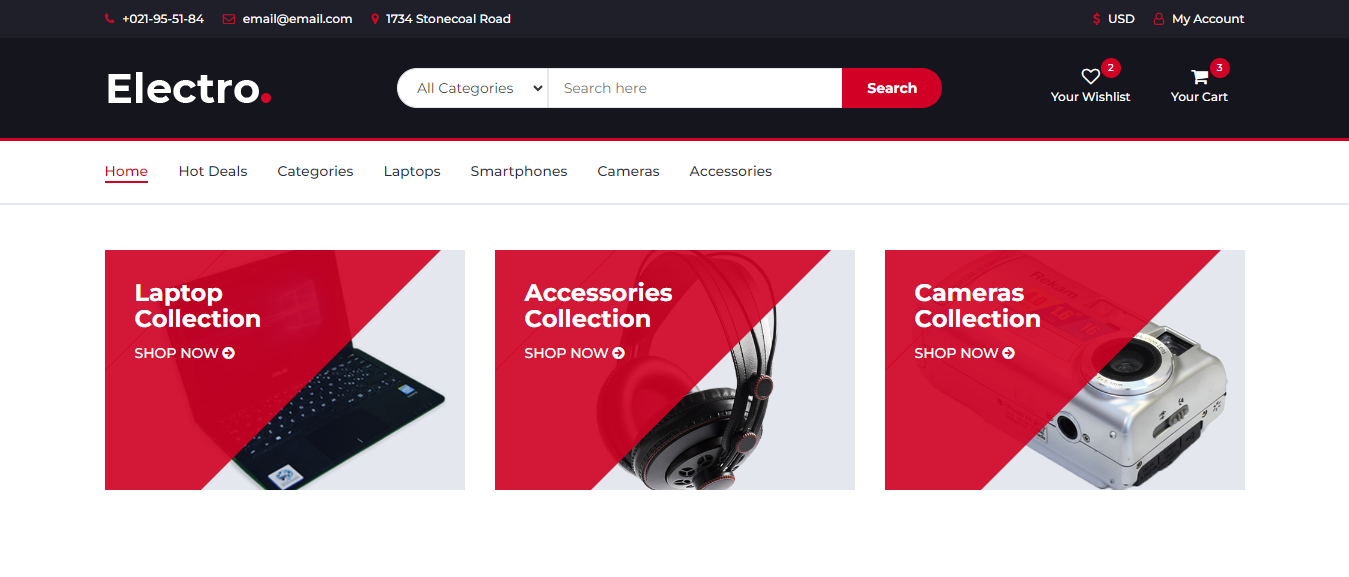 +021-95-51-84 email@email.com 1734 Stonecoal Road $ USD My Account
Electro.
All Categories Search here Search
2 3
Your Wishlist Your Cart
Home Hot Deals Categories Laptops Smartphones Cameras Accessories
Laptop
Collection
SHOP NOW
Accessories
Collection
SHOP NOW
Cameras
Collection
SHOP NOW
Rekam